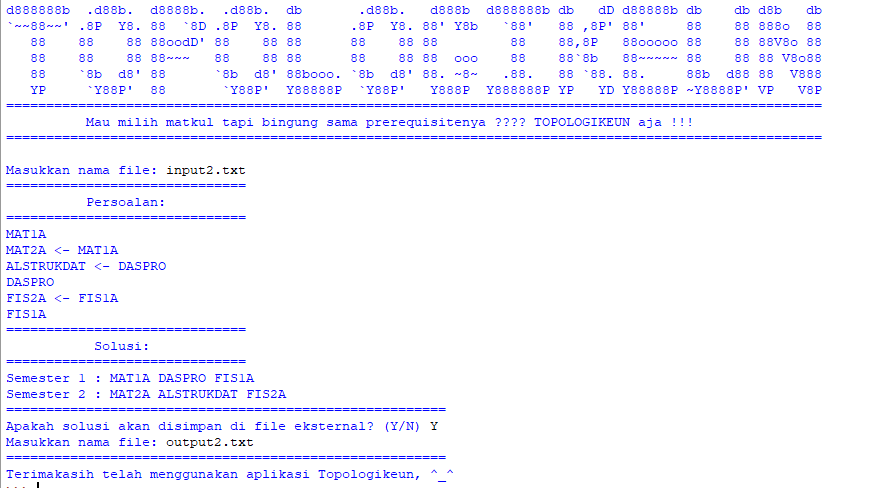 d888888b  .d88b.  d8888b.  .d88b.  db       .d88b.   d888b  d888888b db   dD d88888b db    db d8b   db
`~~88~~' .8P  Y8. 88  `8D .8P  Y8. 88      .8P  Y8. 88' Y8b   `88'   88 ,8P' 88'     88    88 888o  88
   88    88    88 88oodD' 88    88 88      88    88 88         88    88,8P   88ooooo 88    88 88V8o 88
   88    88    88 88~~~   88    88 88      88    88 88  ooo    88    88`8b   88~~~~~ 88    88 88 V8o88
   88    `8b  d8' 88      `8b  d8' 88booo. `8b  d8' 88. ~8~   .88.   88 `88. 88.     88b  d88 88  V888
   YP     `Y88P'  88       `Y88P'  Y88888P  `Y88P'   Y888P  Y888888P YP   YD Y88888P ~Y8888P' VP   V8P
======================================================================================================
Mau milih matkul tapi bingung sama prerequisitenya ???? TOPOLOGIKEUN aja !!!
======================================================================================================
Masukkan nama file: input2.txt
==============================
Persoalan:
==============================
MAT1A
MAT2A <- MAT1A
ALSTRUKDAT <- DASPRO
DASPRO
FIS2A <- FIS1A
FIS1A
==============================
Solusi:
==============================
Semester 1 : MAT1A DASPRO FIS1A
Semester 2 : MAT2A ALSTRUKDAT FIS2A
=======================================================
Apakah solusi akan disimpan di file eksternal? (Y/N) Y
Masukkan nama file: output2.txt
=======================================================
Terimakasih telah menggunakan aplikasi Topologikeun, ^_^